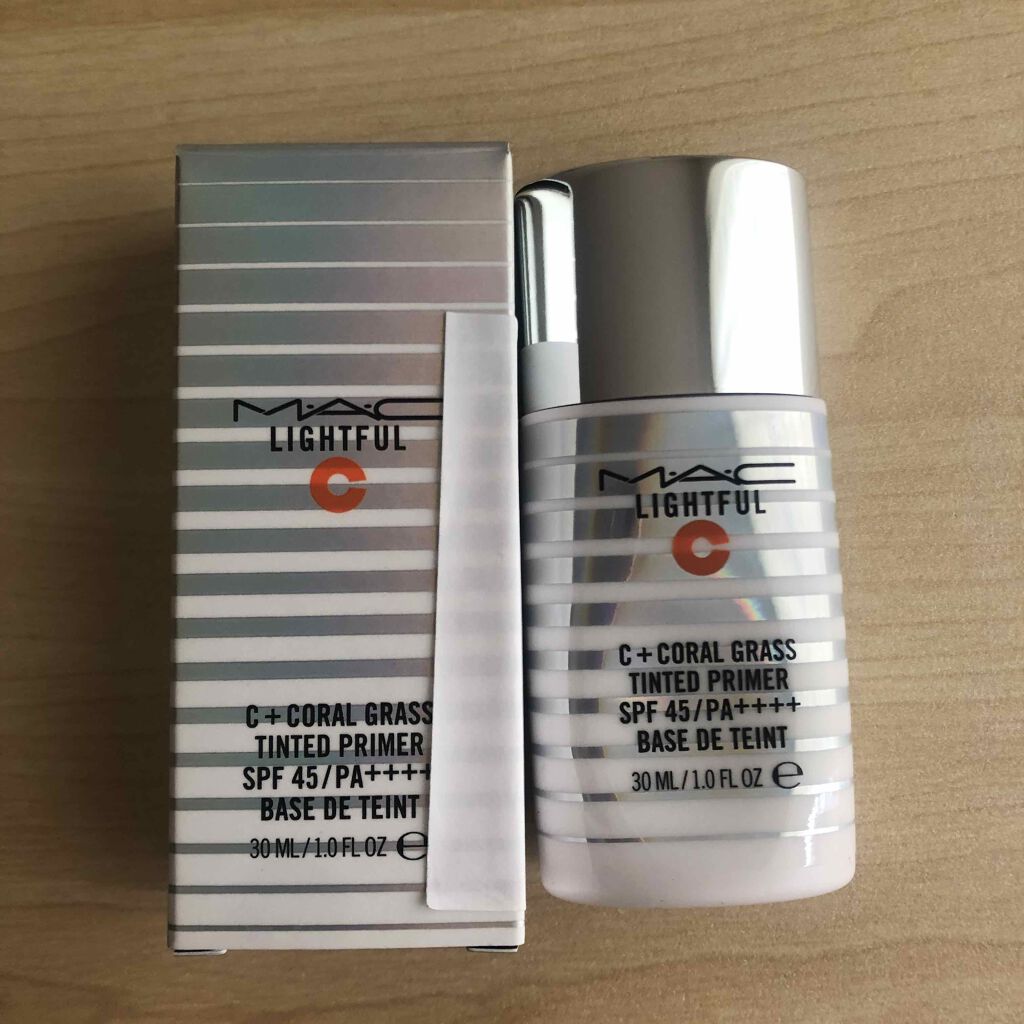 M·A·C
LIGHTFUL
C
C+CORAL GRASS
TINTED PRIMER
SPF 45/PA++++
BASE DE TEINT
30 ML/1.0 FL OZ e
M·A·C
LIGHTFUL
C
C+CORAL GRASS
TINTED PRIMER
SPF 45/PA++++
BASE DE TEINT
30 ML/1.0 FL OZ e